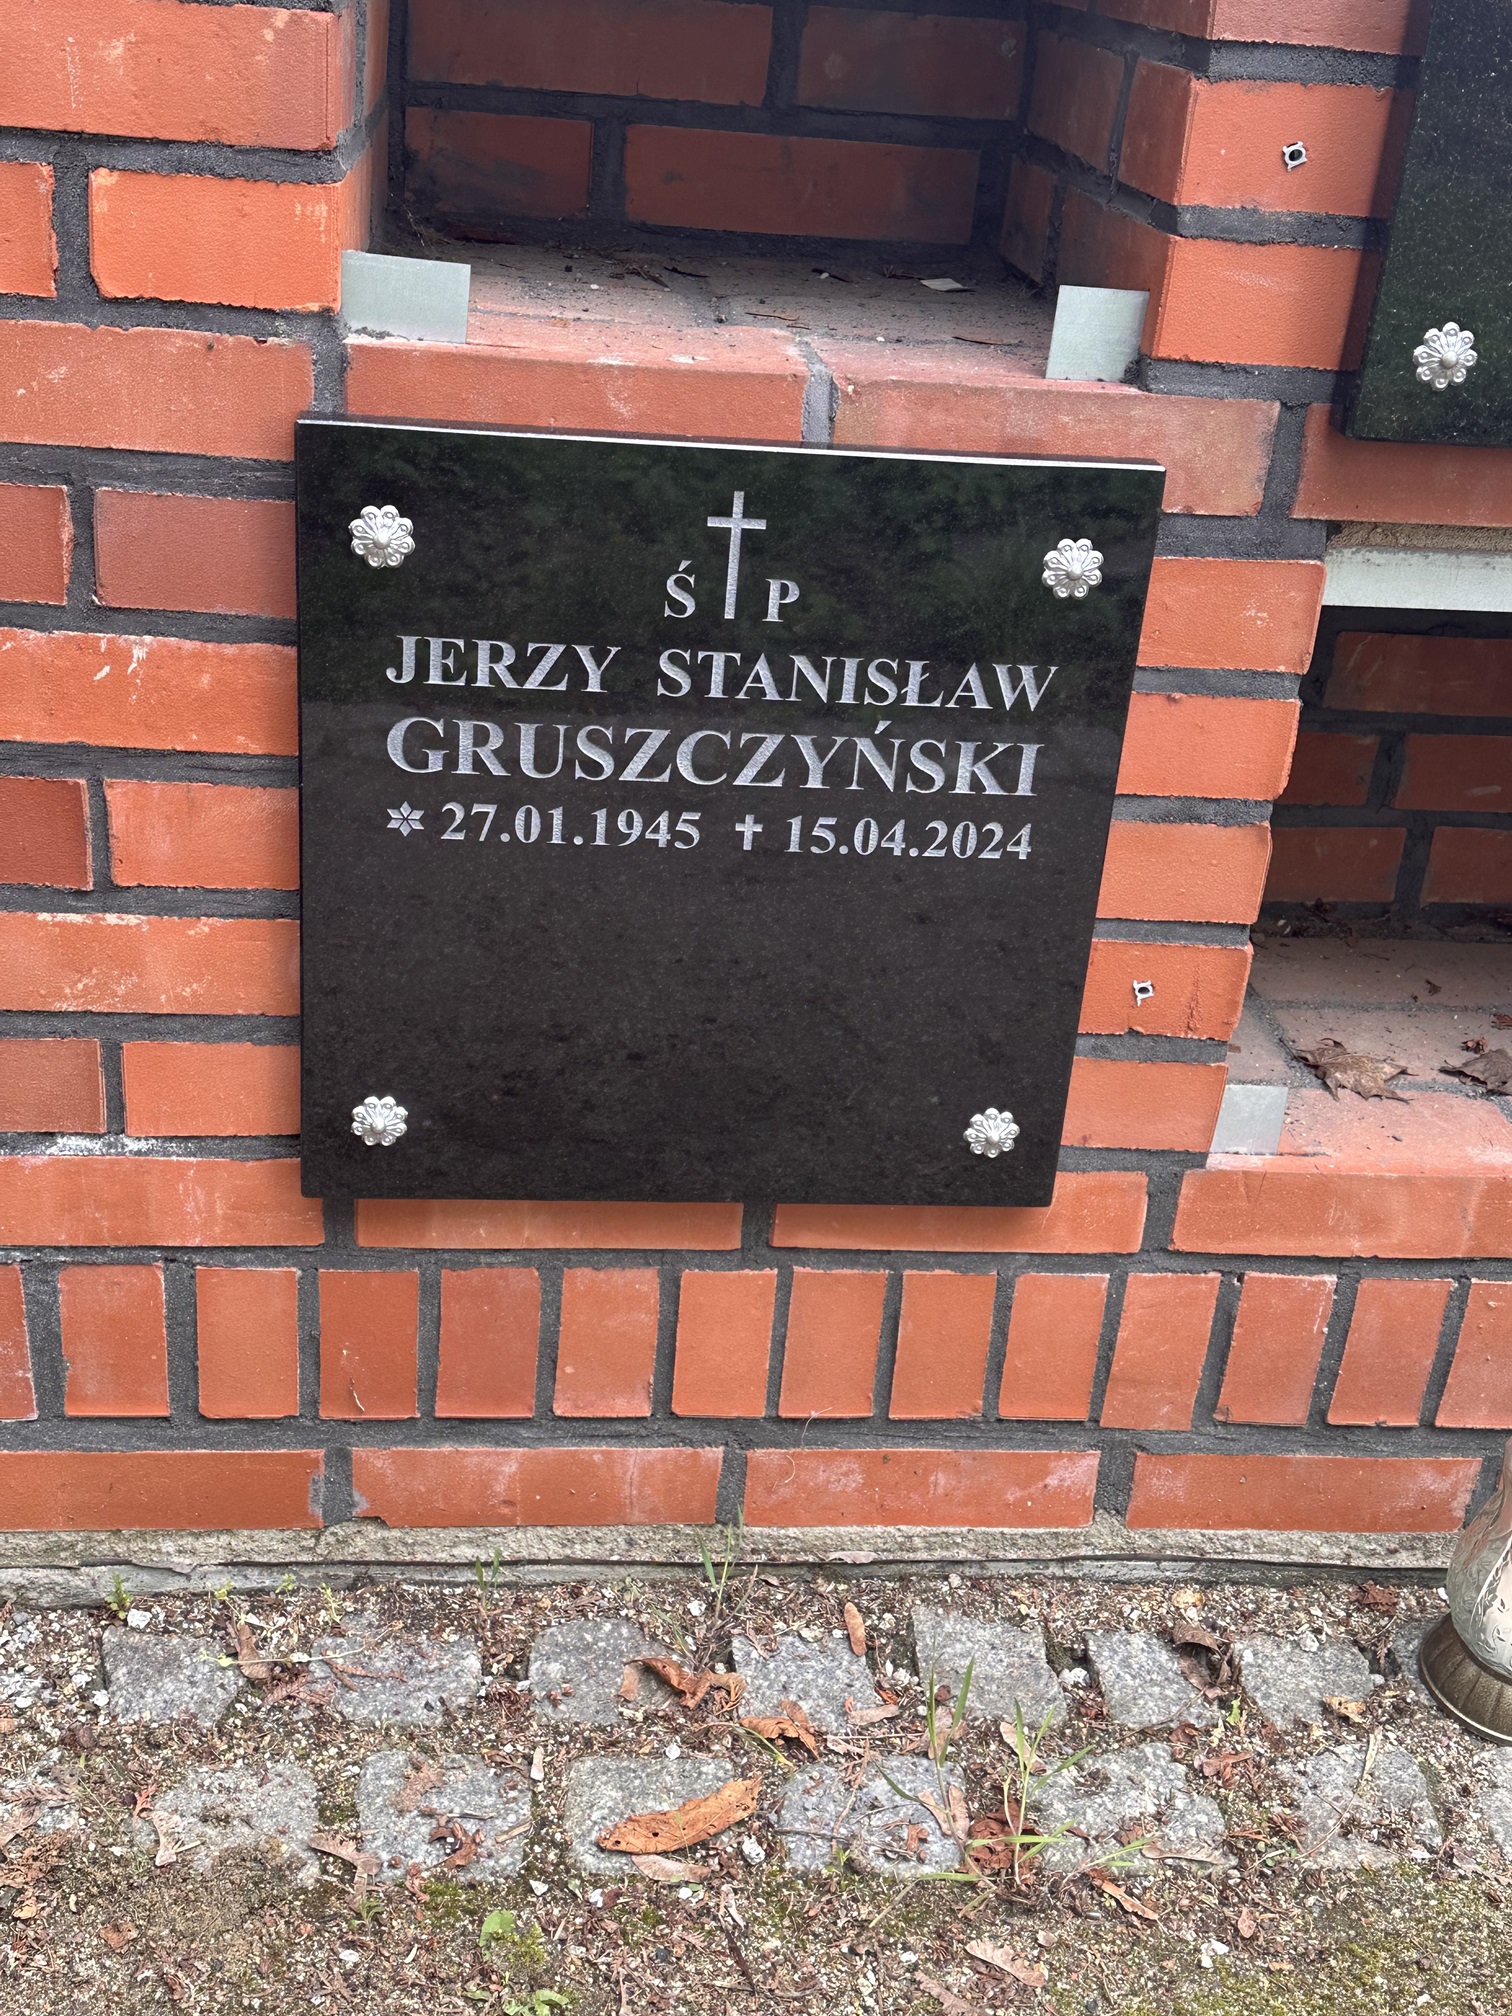 Ś P
JERZY STANISŁAW
GRUSZCZYŃSKI
* 27.01.1945 ✝ 15.04.2024